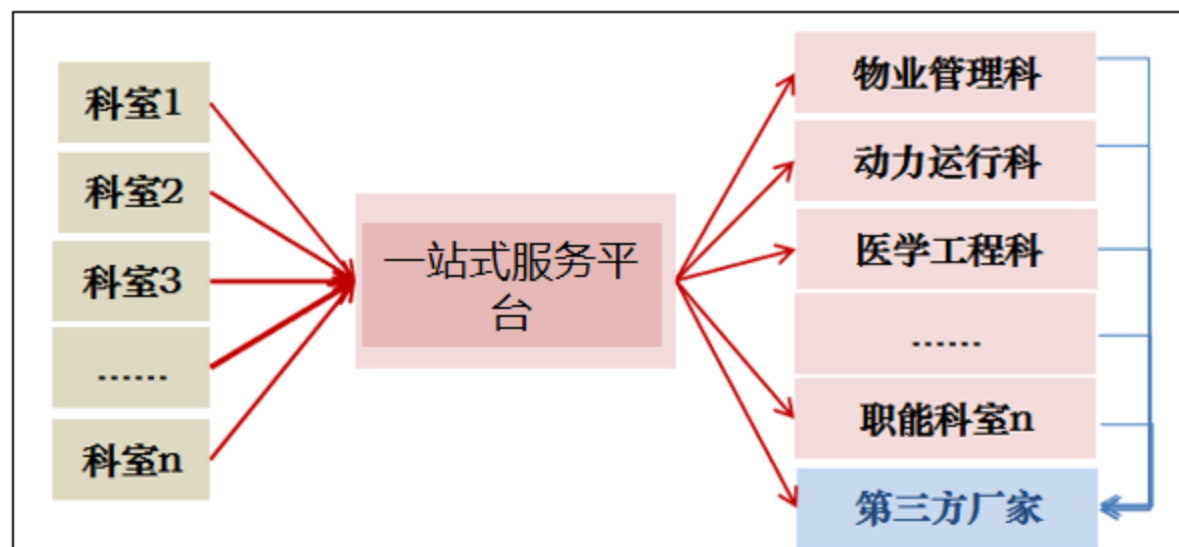 科室1
科室2
科室3
......
科室n
一站式服务平
台
物业管理科
动力运行科
医学工程科
......
职能科室n
第三方厂家